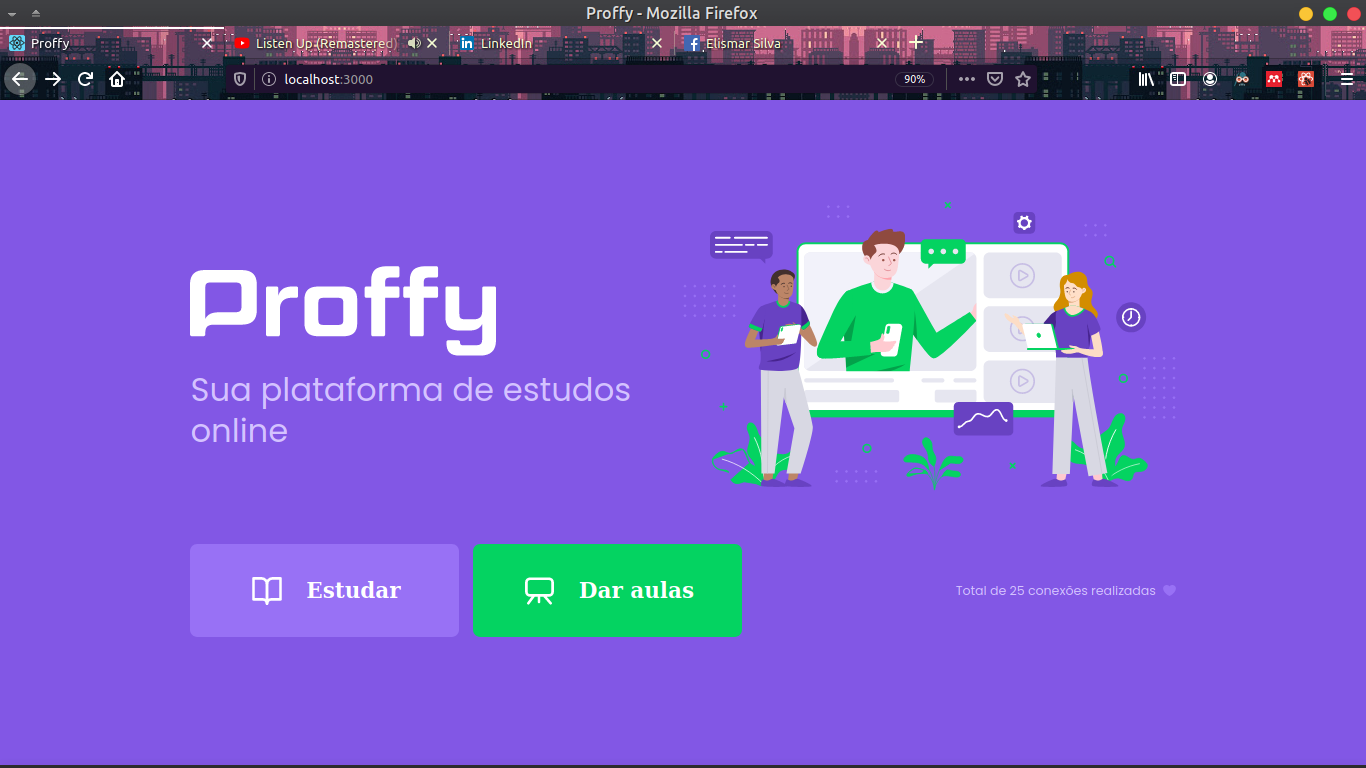 Proffy - Mozilla Firefox
Proffy
Listen Up (Remastered)
LinkedIn
Elismar Silva
localhost:3000
90%
Proffy
Sua plataforma de estudos
online
Estudar
Dar aulas
Total de 25 conexões realizadas